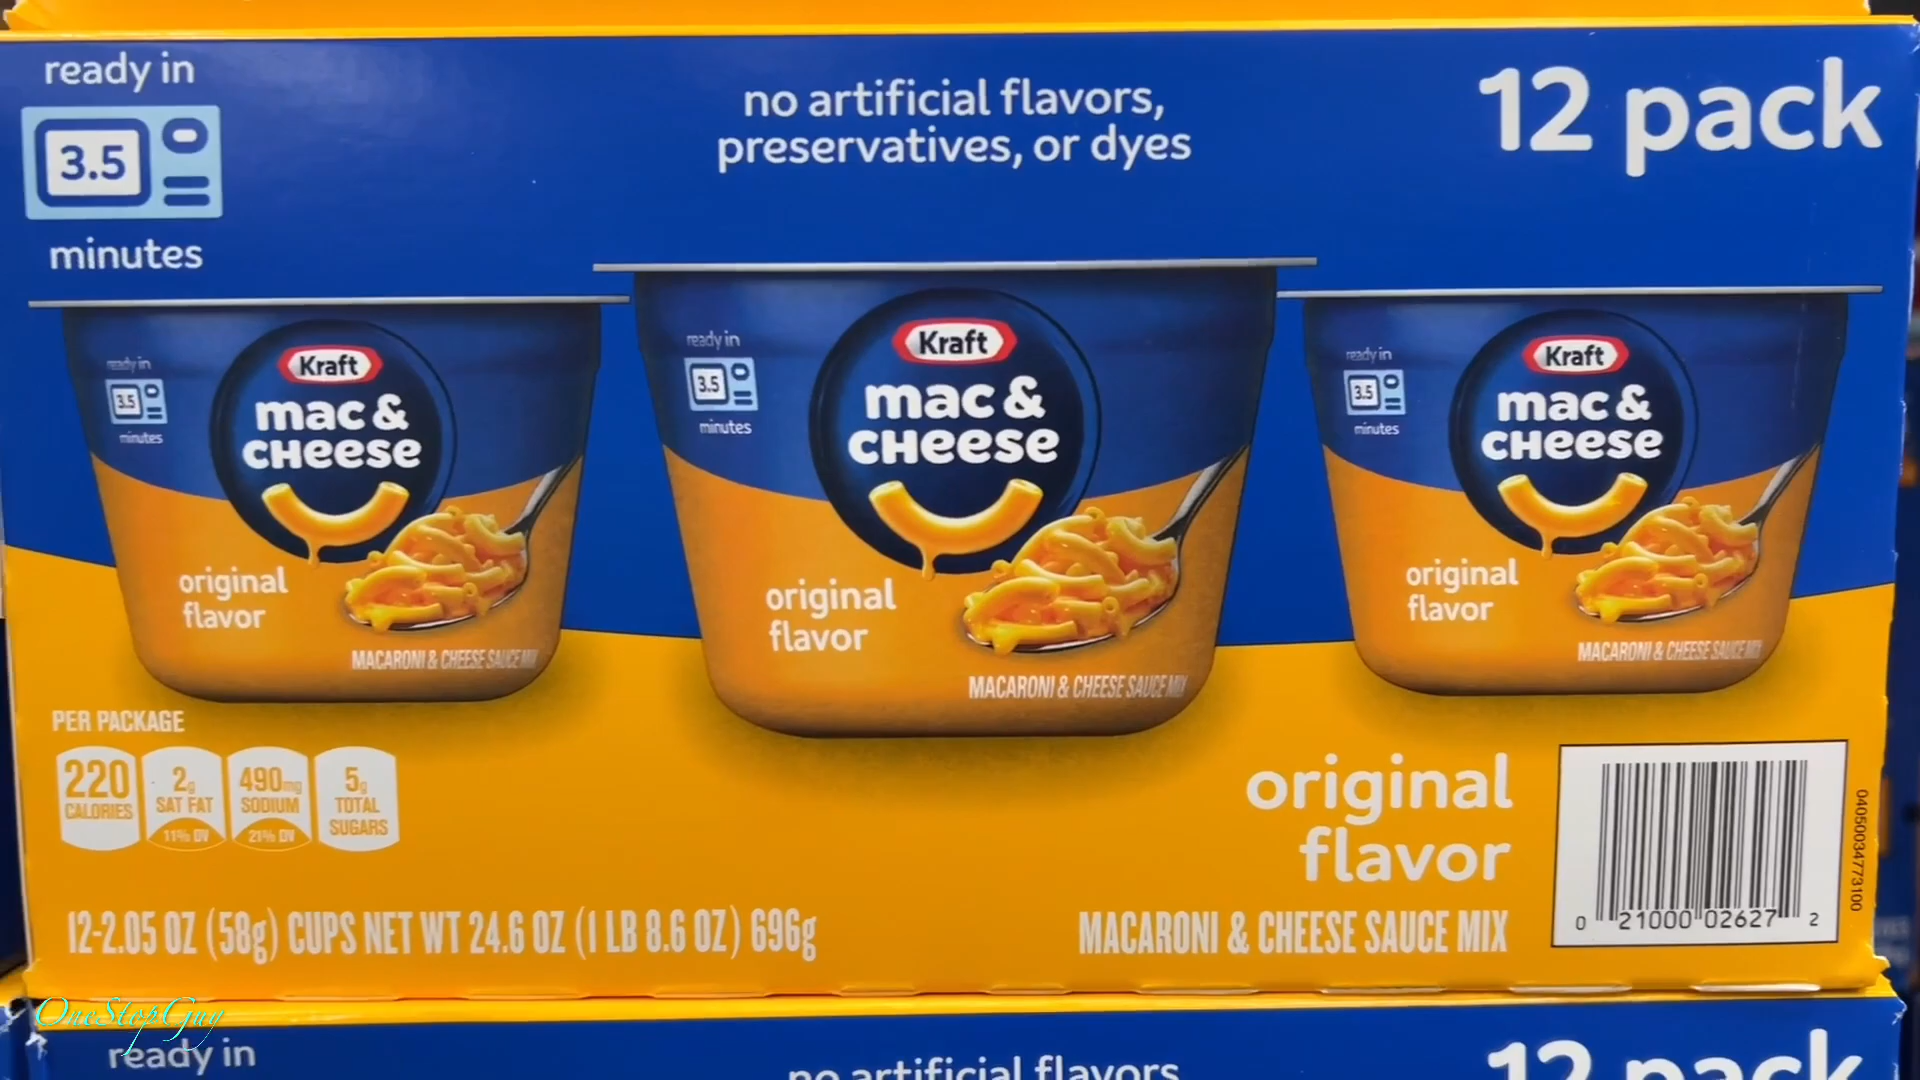 ready in
3.5
minutes
no artificial flavors,
preservatives, or dyes
12 pack
ready in
3.5
minutes
Kraft
mac &
cheese
original
flavor
MACARONI & CHEESE SAUCE MIX
ready in
3.5
minutes
Kraft
mac &
cheese
original
flavor
MACARONI & CHEESE SAUCE MIX
ready in
3.5
minutes
Kraft
mac &
cheese
original
flavor
MACARONI & CHEESE SAUCE MIX
PER PACKAGE
220
CALORIES
2g
SAT FAT
11% DV
490mg
SODIUM
21% DV
5g
TOTAL
SUGARS
12-2.05 OZ (58g) CUPS NET WT 24.6 OZ (1 LB 8.6 OZ) 696g
original
flavor
MACARONI & CHEESE SAUCE MIX
0 21000 02627 2
04050034773100
OneStopGuy
ready in
no artificial flavors
12 pack